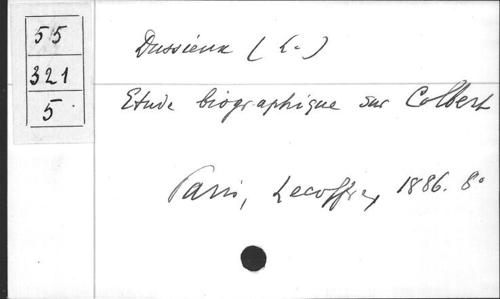 55
321
5
Dussieux (L.)
Etude biographique sur Colbert
Paris, Lecoffre, 1886. 8°